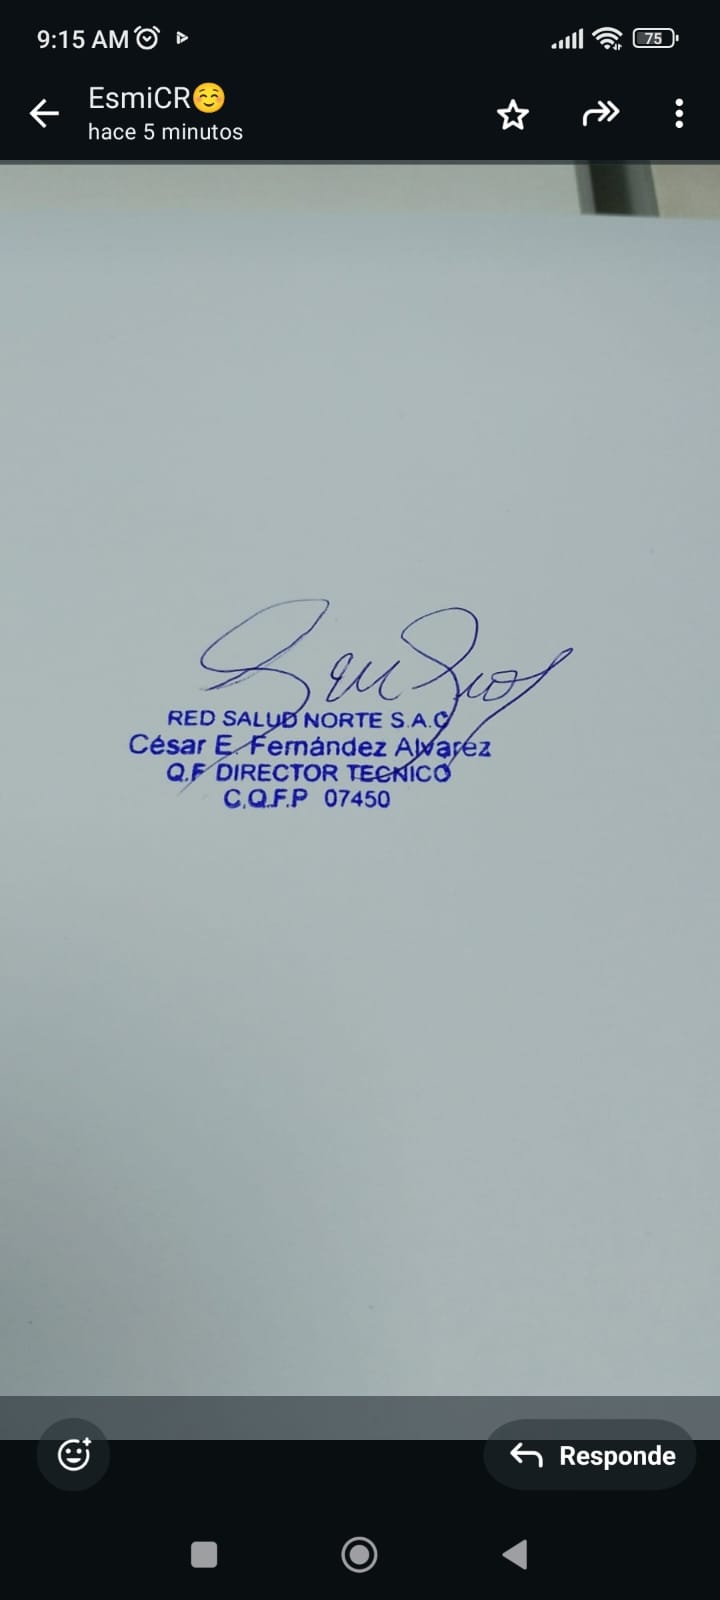 9:15 AM
75
EsmiCR☺️
hace 5 minutos
RED SALUD NORTE S.A.C
César E. Fernández Alvarez
Q.F DIRECTOR TECNICO
C.Q.F.P 07450
Responde